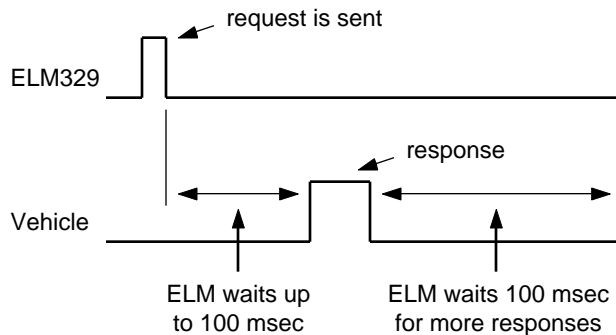 request is sent
ELM329
response
Vehicle
ELM waits up
to 100 msec
ELM waits 100 msec
for more responses